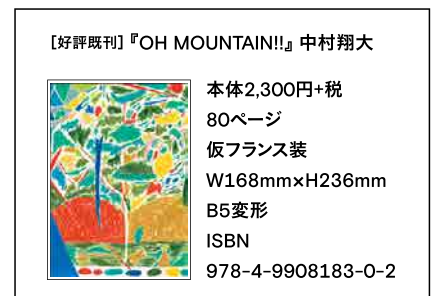 [好評既刊]『OH MOUNTAIN!!』中村翔大
本体2,300円+税
80ページ
仮フランス装
W168mm×H236mm
B5変形
ISBN
978-4-9908183-0-2